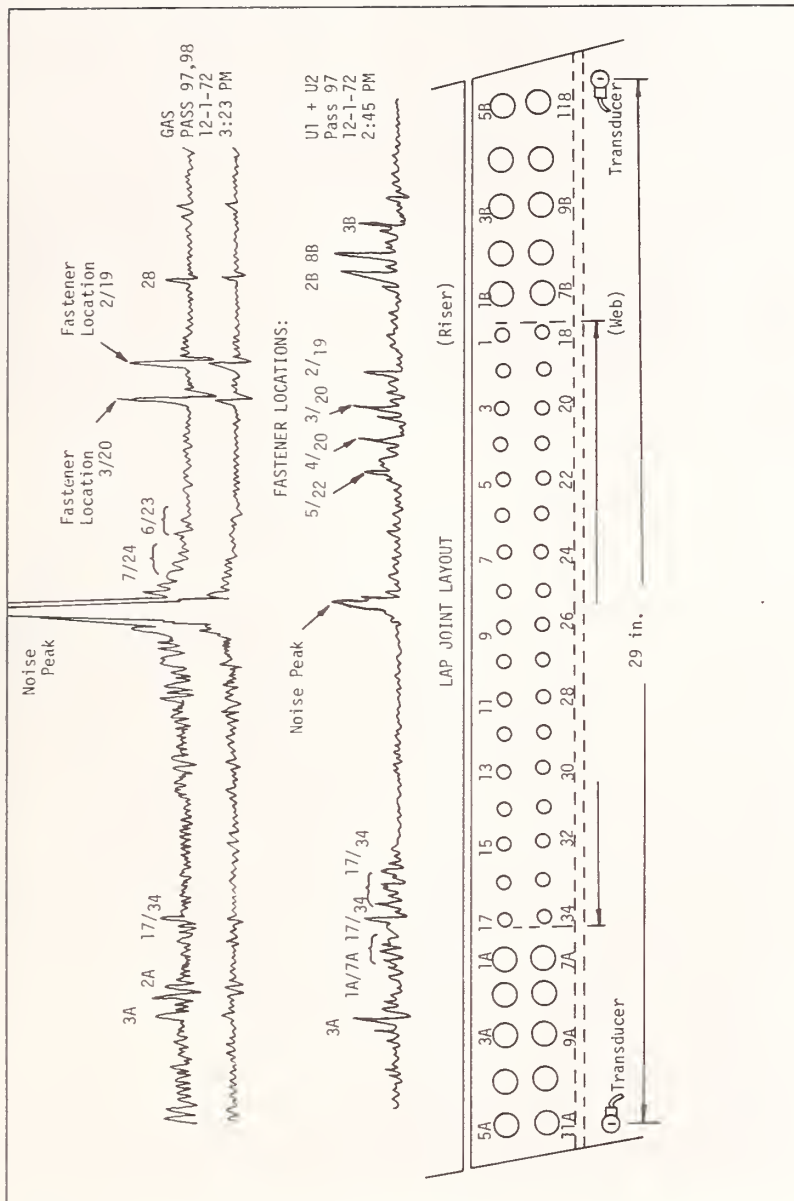 Noise
Peak
7/24
6/23
Fastener
Location
3/20
Fastener
Location
2/19
2B
GAS
PASS 97,98
12-1-72
3:23 PM
3A
2A
17/34
Noise Peak
FASTENER LOCATIONS:
5/22 4/20 3/20 2/19
2B 8B
3B
U1 + U2
Pass 97
12-1-72
2:45 PM
3A
1A/7A 17/34 17/34
LAP JOINT LAYOUT
(Riser)
5A 3A 1A 17 15 13 11 9 7 5 3 1 1B 3B 5B
11A 9A 7A 34 32 30 28 26 24 22 20 18 7B 9B 11B
(Web)
Transducer
Transducer
29 in.